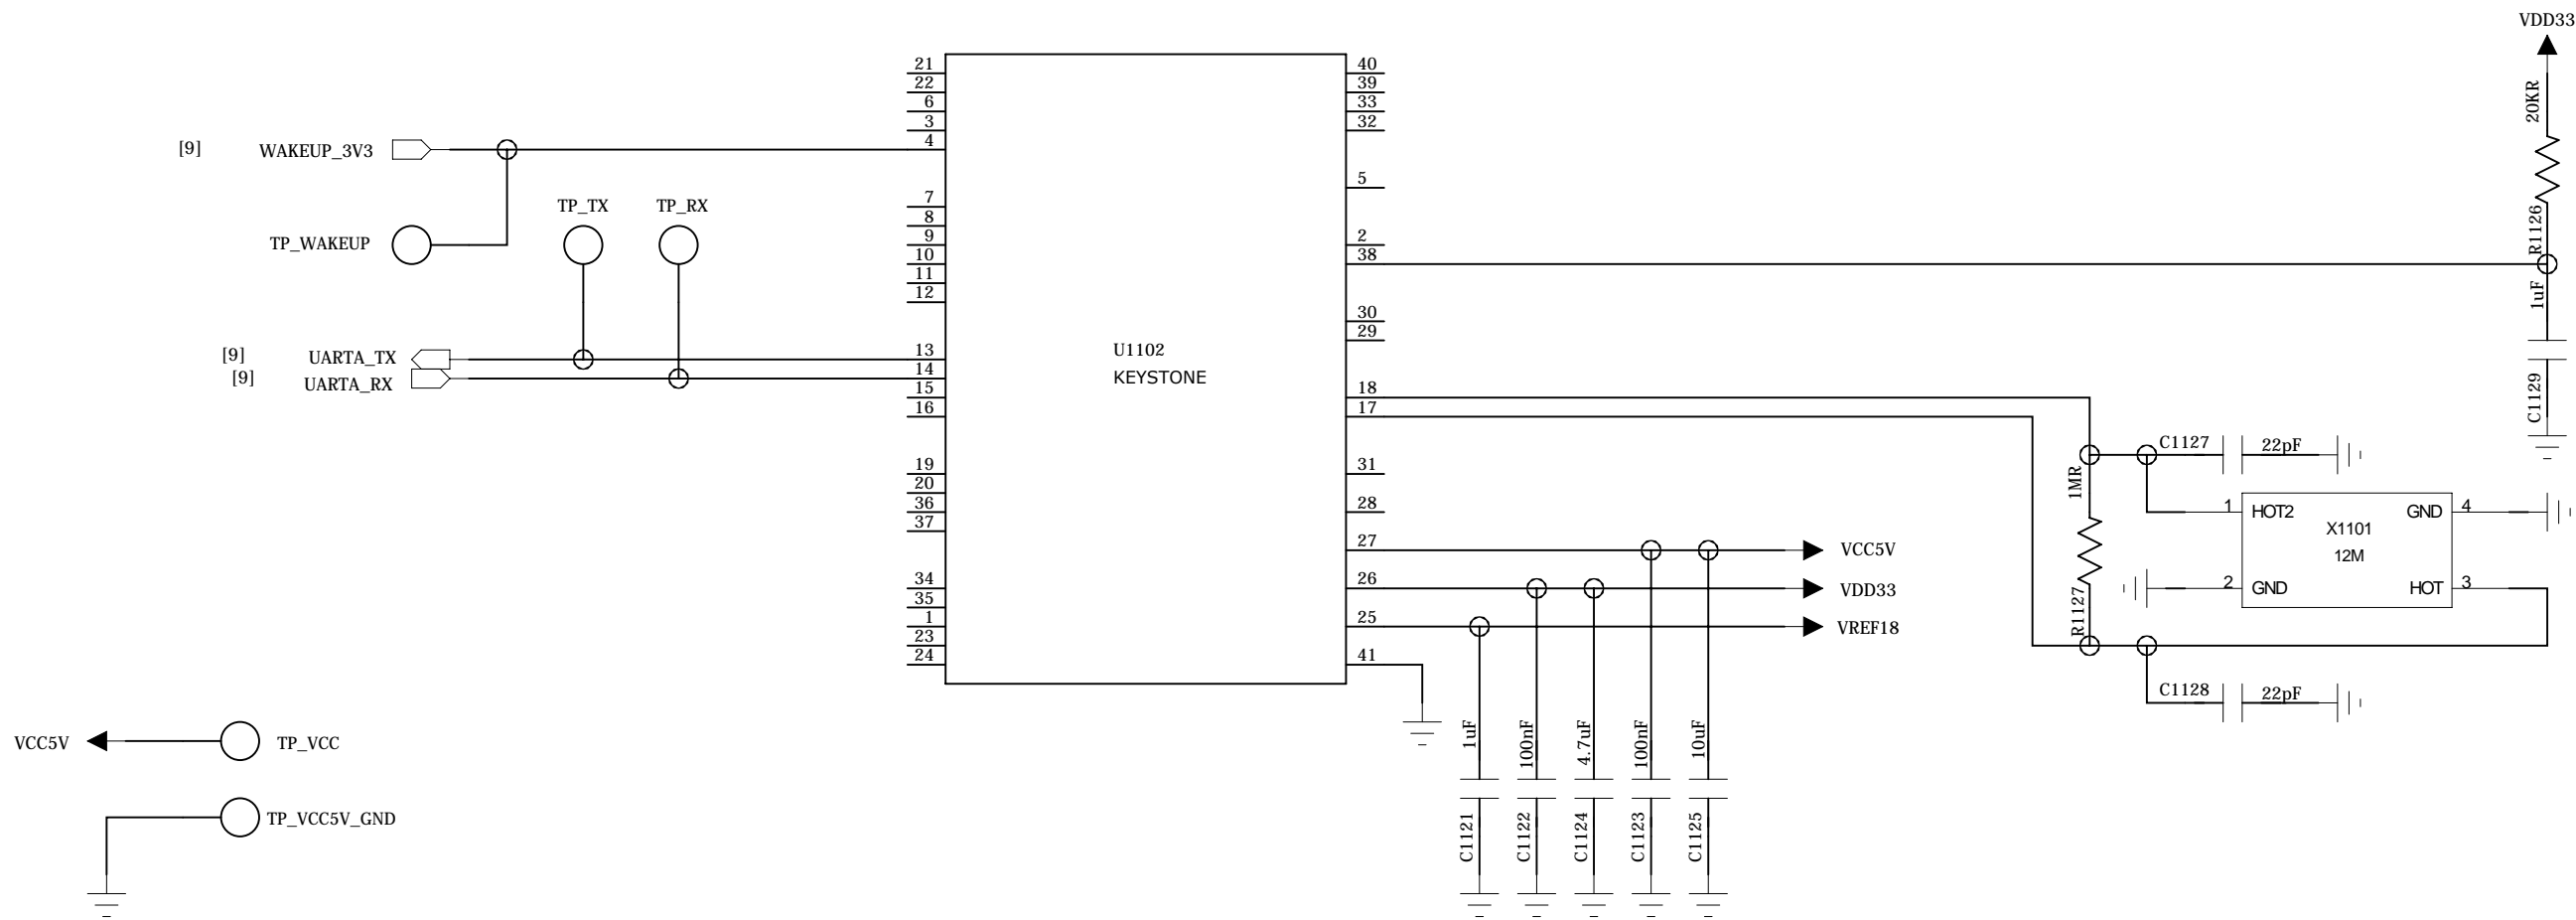 VDD33
20KR
R1126
1uF
C1129
21
22
6
3
4
7
8
9
10
11
12
13
14
15
16
19
20
36
37
34
35
1
23
24
40
39
33
32
5
2
38
30
29
18
17
31
28
27
26
25
41
U1102
KEYSTONE
[9] WAKEUP_3V3
TP_WAKEUP
TP_TX TP_RX
[9] UARTA_TX
[9] UARTA_RX
VCC5V
VDD33
VREF18
1MR
R1127
C1127 22pF
1 HOT2 GND 4
X1101
12M
2 GND HOT 3
C1128 22pF
VCC5V TP_VCC
TP_VCC5V_GND
1uF
100nF
4.7uF
100nF
10uF
C1121
C1122
C1124
C1123
C1125